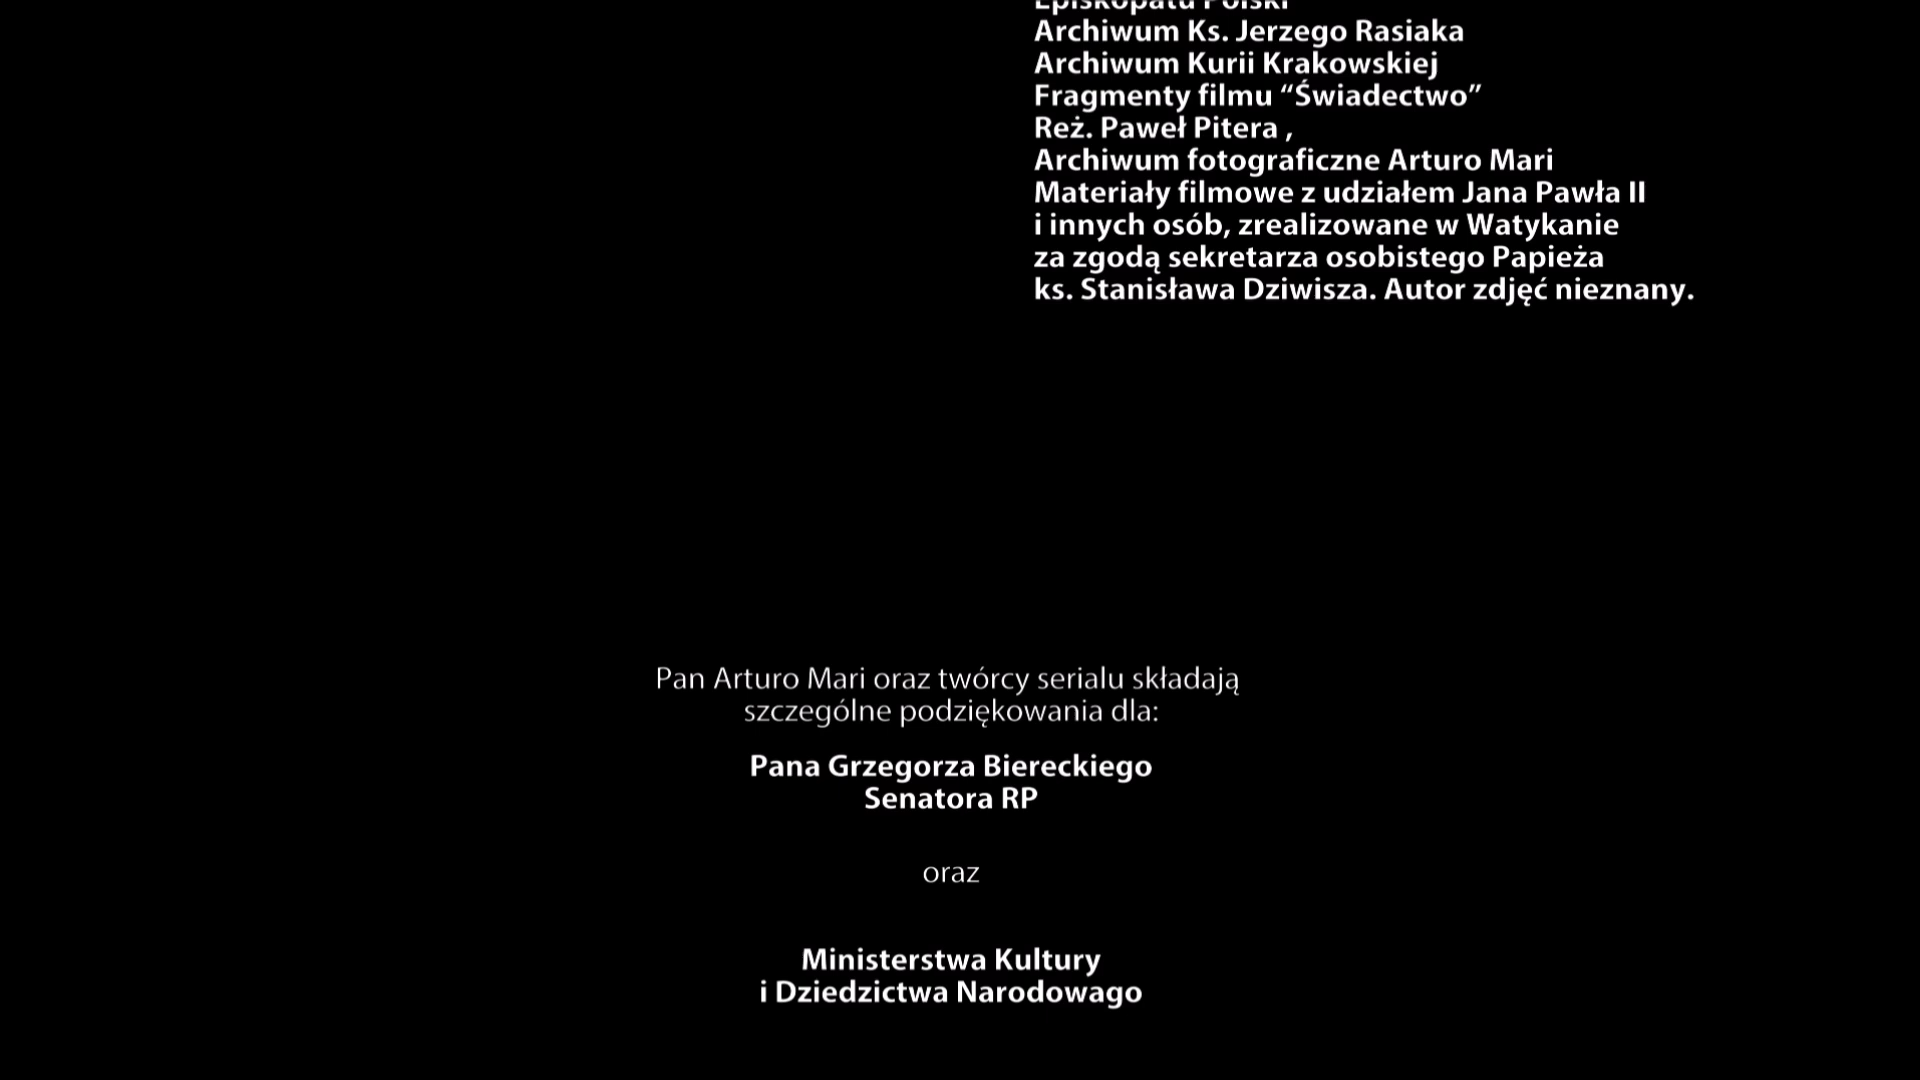 Episkopatu Polski
Archiwum Ks. Jerzego Rasiaka
Archiwum Kurii Krakowskiej
Fragmenty filmu “Świadectwo”
Reż. Paweł Pitera ,
Archiwum fotograficzne Arturo Mari
Materiały filmowe z udziałem Jana Pawła II
i innych osób, zrealizowane w Watykanie
za zgodą sekretarza osobistego Papieża
ks. Stanisława Dziwisza. Autor zdjęć nieznany.
Pan Arturo Mari oraz twórcy serialu składają
szczególne podziękowania dla:
Pana Grzegorza Biereckiego
Senatora RP
oraz
Ministerstwa Kultury
i Dziedzictwa Narodowago